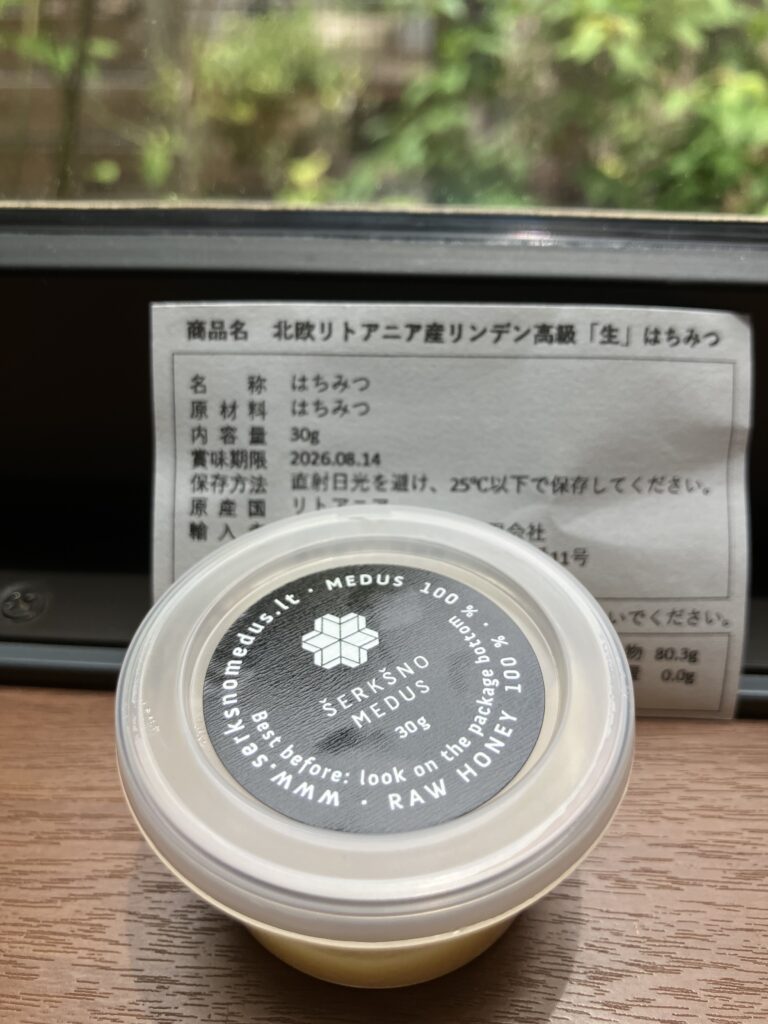 商品名 北欧リトアニア産リンデン高級「生」はちみつ
名 称 はちみつ
原材料 はちみつ
内容量 30g
賞味期限 2026.08.14
保存方法 直射日光を避け、25℃以下で保存してください。
原産国 リトアニア
輸入 会社
11号
いでください。
物 80.3g
0.0g
www.serksnomedus.lt · MEDUS 100 % ·
RAW HONEY 100 % ·
ŠERKŠNO
MEDUS
30g
Best before: look on the package bottom